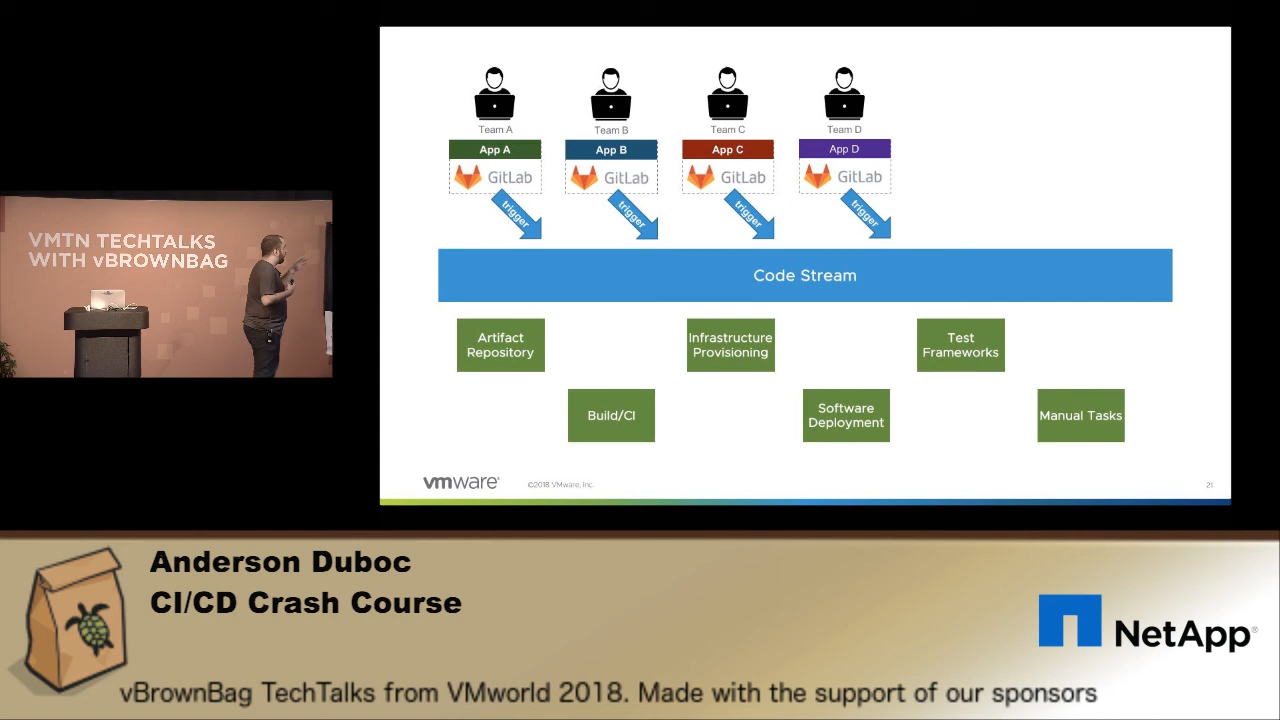 Team A
Team B
Team C
Team D
App A
App B
App C
App D
GitLab
GitLab
GitLab
GitLab
trigger
trigger
trigger
trigger
Code Stream
Artifact
Repository
Infrastructure
Provisioning
Test
Frameworks
Build/CI
Software
Deployment
Manual Tasks
vmware®
©2018 VMware, Inc.
21
VMTN TECHTALKS
WITH vBROWNBAG
Anderson Duboc
CI/CD Crash Course
NetApp®
vBrownBag TechTalks from VMworld 2018. Made with the support of our sponsors